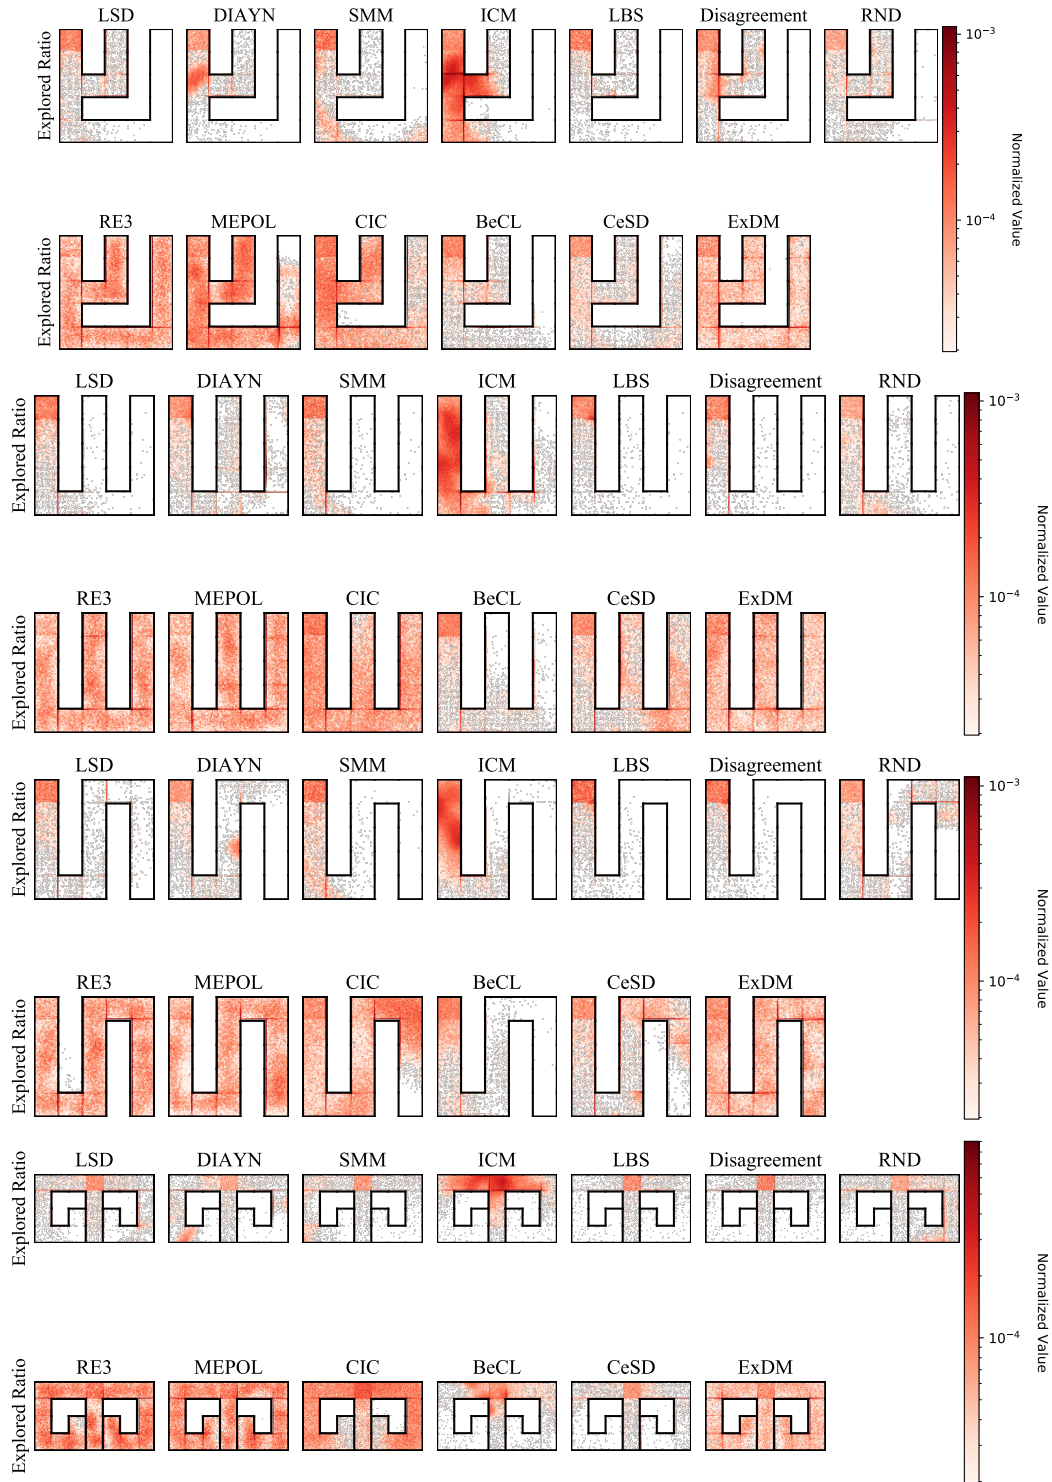 LSD DIAYN SMM ICM LBS Disagreement RND
Explored Ratio
10⁻³
10⁻⁴
Normalized Value
RE3 MEPOL CIC BeCL CeSD ExDM
Explored Ratio
LSD DIAYN SMM ICM LBS Disagreement RND
Explored Ratio
10⁻³
10⁻⁴
Normalized Value
RE3 MEPOL CIC BeCL CeSD ExDM
Explored Ratio
LSD DIAYN SMM ICM LBS Disagreement RND
Explored Ratio
10⁻³
10⁻⁴
Normalized Value
RE3 MEPOL CIC BeCL CeSD ExDM
Explored Ratio
LSD DIAYN SMM ICM LBS Disagreement RND
Explored Ratio
10⁻⁴
Normalized Value
RE3 MEPOL CIC BeCL CeSD ExDM
Explored Ratio